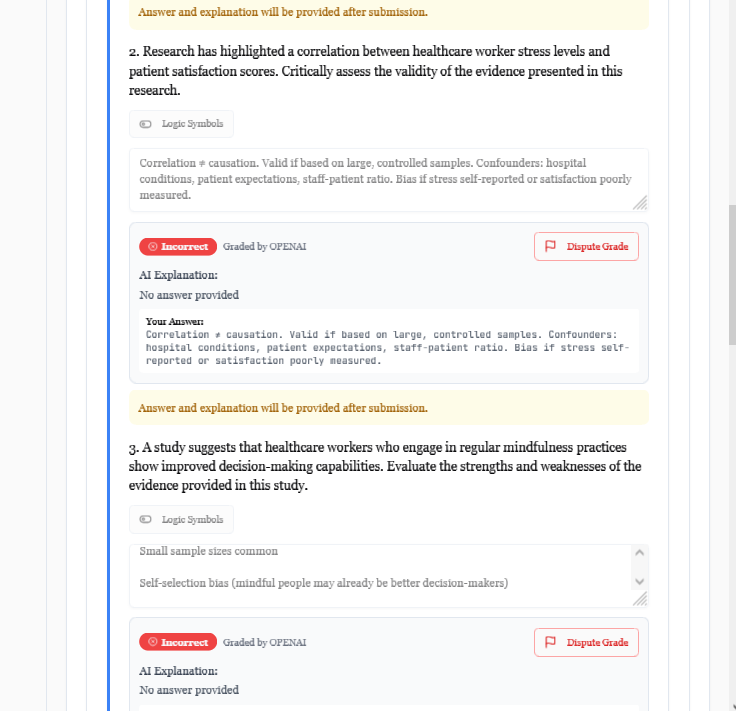 Answer and explanation will be provided after submission.
2. Research has highlighted a correlation between healthcare worker stress levels and
patient satisfaction scores. Critically assess the validity of the evidence presented in this
research.
Logic Symbols
Correlation ≠ causation. Valid if based on large, controlled samples. Confounders: hospital
conditions, patient expectations, staff-patient ratio. Bias if stress self-reported or satisfaction poorly
measured.
Incorrect Graded by OPENAI
Dispute Grade
AI Explanation:
No answer provided
Your Answer:
Correlation ≠ causation. Valid if based on large, controlled samples. Confounders:
hospital conditions, patient expectations, staff-patient ratio. Bias if stress self-
reported or satisfaction poorly measured.
Answer and explanation will be provided after submission.
3. A study suggests that healthcare workers who engage in regular mindfulness practices
show improved decision-making capabilities. Evaluate the strengths and weaknesses of the
evidence provided in this study.
Logic Symbols
Small sample sizes common
Self-selection bias (mindful people may already be better decision-makers)
Incorrect Graded by OPENAI
Dispute Grade
AI Explanation:
No answer provided